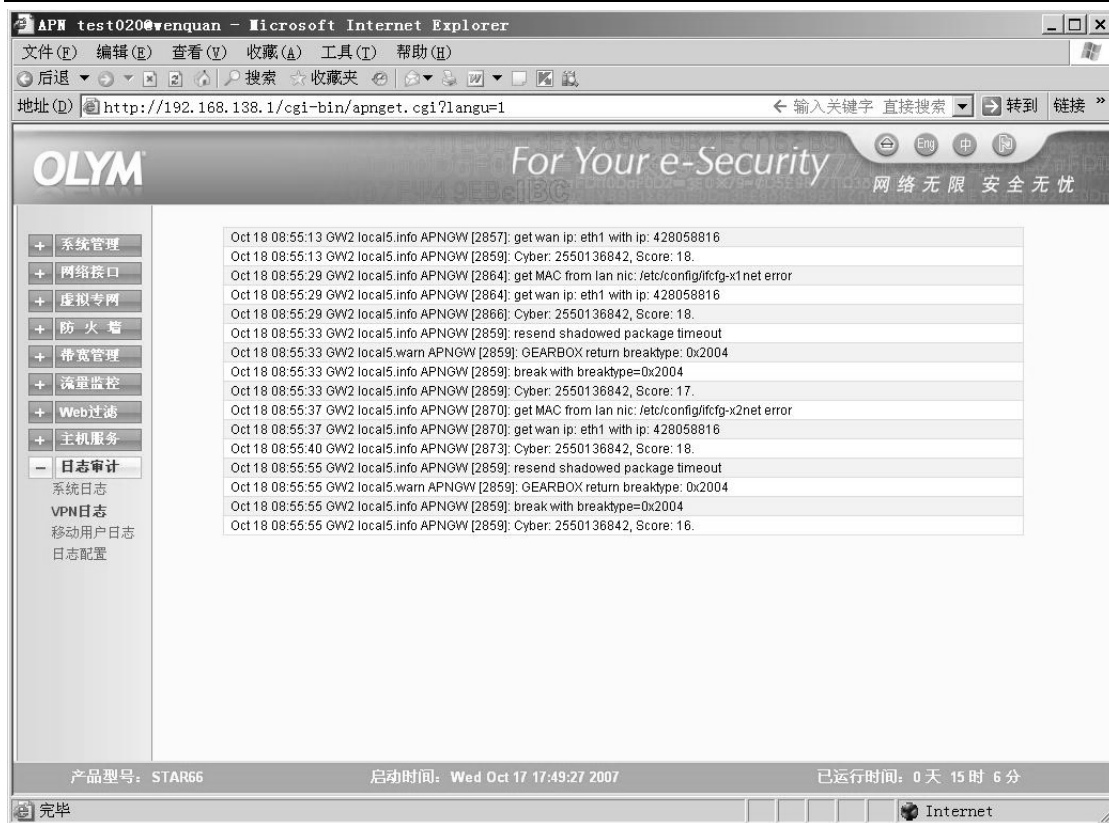 APN test020@wenquan - Microsoft Internet Explorer
文件(F) 编辑(E) 查看(V) 收藏(A) 工具(T) 帮助(H)
后退 搜索 收藏夹
地址(D) http://192.168.138.1/cgi-bin/apnget.cgi?langu=1 输入关键字 直接搜索 转到 链接 »
OLYM
For Your e-Security
Eng 中
网络无限 安全无忧
+ 系统管理
+ 网络接口
+ 虚拟专网
+ 防火墙
+ 带宽管理
+ 流量监控
+ Web过滤
+ 主机服务
- 日志审计
系统日志
VPN日志
移动用户日志
日志配置
Oct 18 08:55:13 GW2 local5.info APNGW [2857]: get wan ip: eth1 with ip: 428058816
Oct 18 08:55:13 GW2 local5.info APNGW [2859]: Cyber: 2550136842, Score: 18.
Oct 18 08:55:29 GW2 local5.info APNGW [2864]: get MAC from lan nic: /etc/config/ifcfg-x1net error
Oct 18 08:55:29 GW2 local5.info APNGW [2864]: get wan ip: eth1 with ip: 428058816
Oct 18 08:55:29 GW2 local5.info APNGW [2866]: Cyber: 2550136842, Score: 18.
Oct 18 08:55:33 GW2 local5.info APNGW [2859]: resend shadowed package timeout
Oct 18 08:55:33 GW2 local5.warn APNGW [2859]: GEARBOX return breaktype: 0x2004
Oct 18 08:55:33 GW2 local5.info APNGW [2859]: break with breaktype=0x2004
Oct 18 08:55:33 GW2 local5.info APNGW [2859]: Cyber: 2550136842, Score: 17.
Oct 18 08:55:37 GW2 local5.info APNGW [2870]: get MAC from lan nic: /etc/config/ifcfg-x2net error
Oct 18 08:55:37 GW2 local5.info APNGW [2870]: get wan ip: eth1 with ip: 428058816
Oct 18 08:55:40 GW2 local5.info APNGW [2873]: Cyber: 2550136842, Score: 18.
Oct 18 08:55:55 GW2 local5.info APNGW [2859]: resend shadowed package timeout
Oct 18 08:55:55 GW2 local5.warn APNGW [2859]: GEARBOX return breaktype: 0x2004
Oct 18 08:55:55 GW2 local5.info APNGW [2859]: break with breaktype=0x2004
Oct 18 08:55:55 GW2 local5.info APNGW [2859]: Cyber: 2550136842, Score: 16.
产品型号: STAR66 启动时间: Wed Oct 17 17:49:27 2007 已运行时间: 0 天 15 时 6 分
完毕 Internet